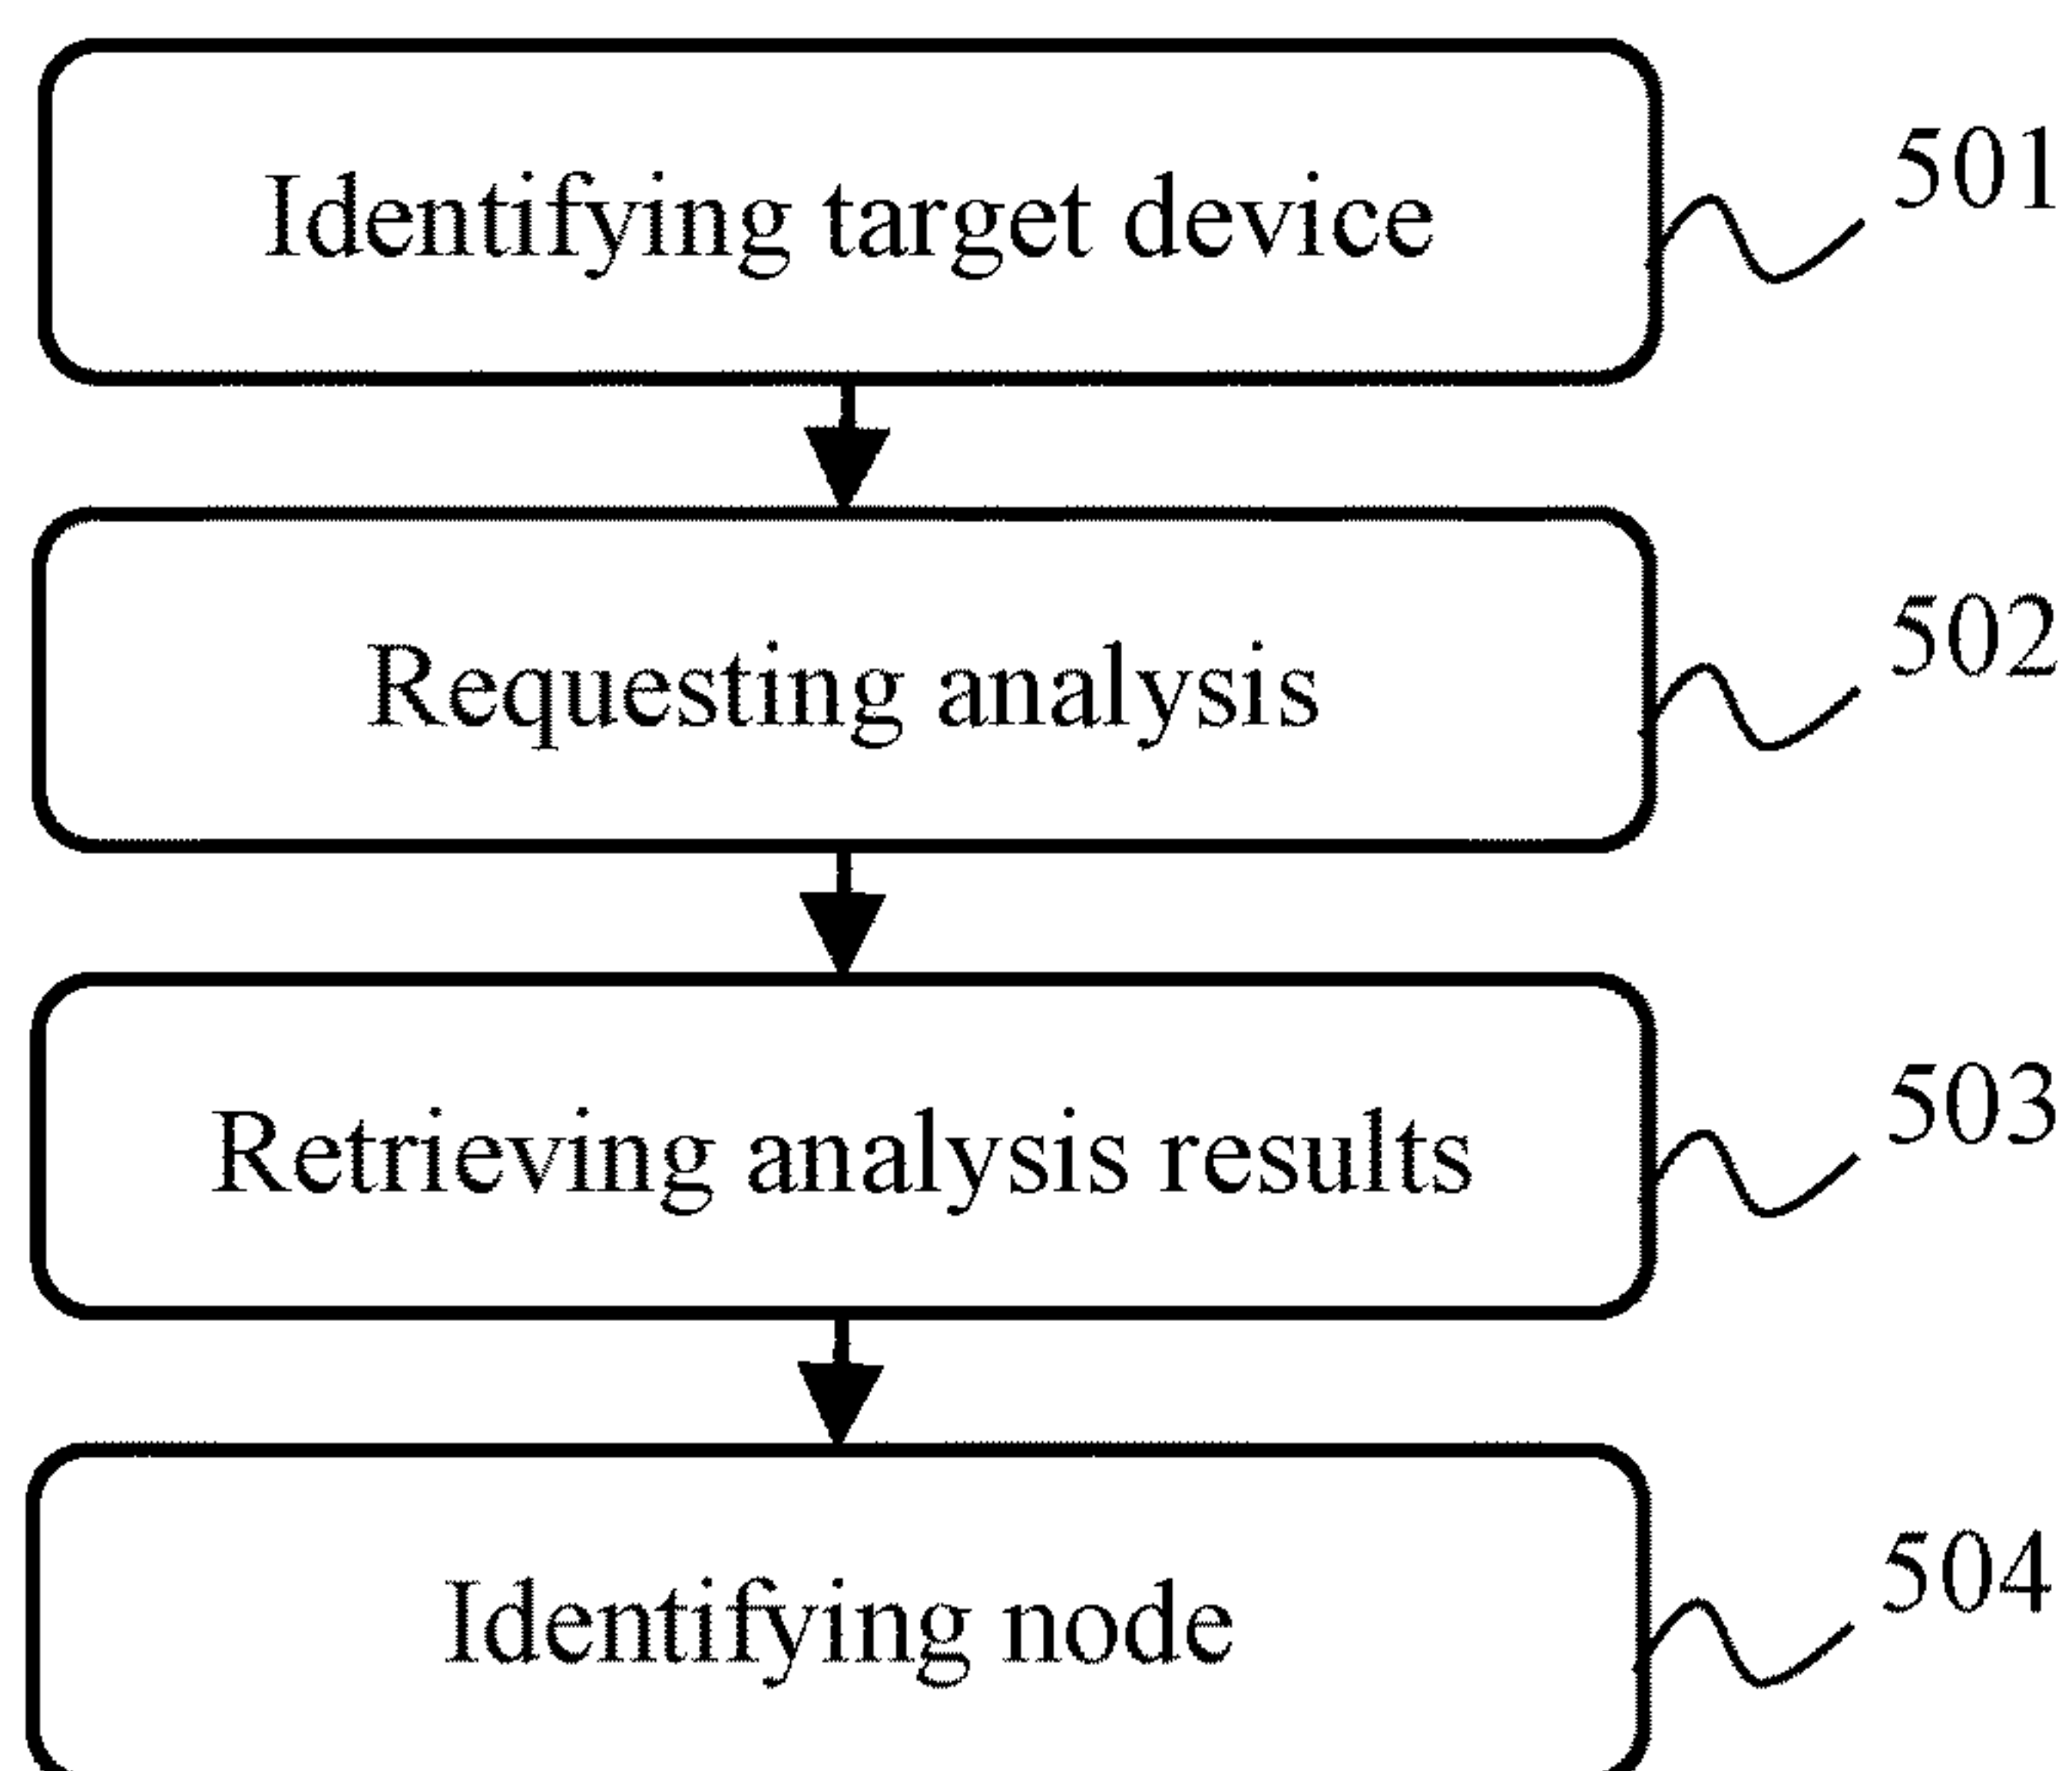 Identifying target device
501
Requesting analysis
502
Retrieving analysis results
503
Identifying node
504